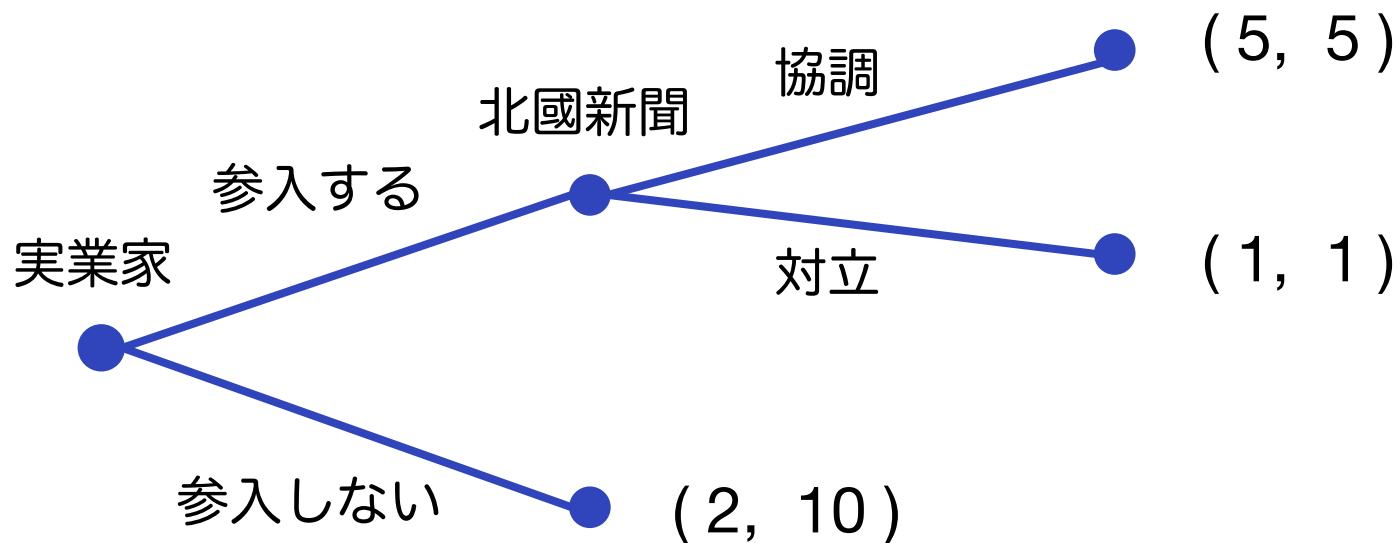 実業家
参入する
北國新聞
協調
( 5, 5 )
対立
( 1, 1 )
参入しない
( 2, 10 )